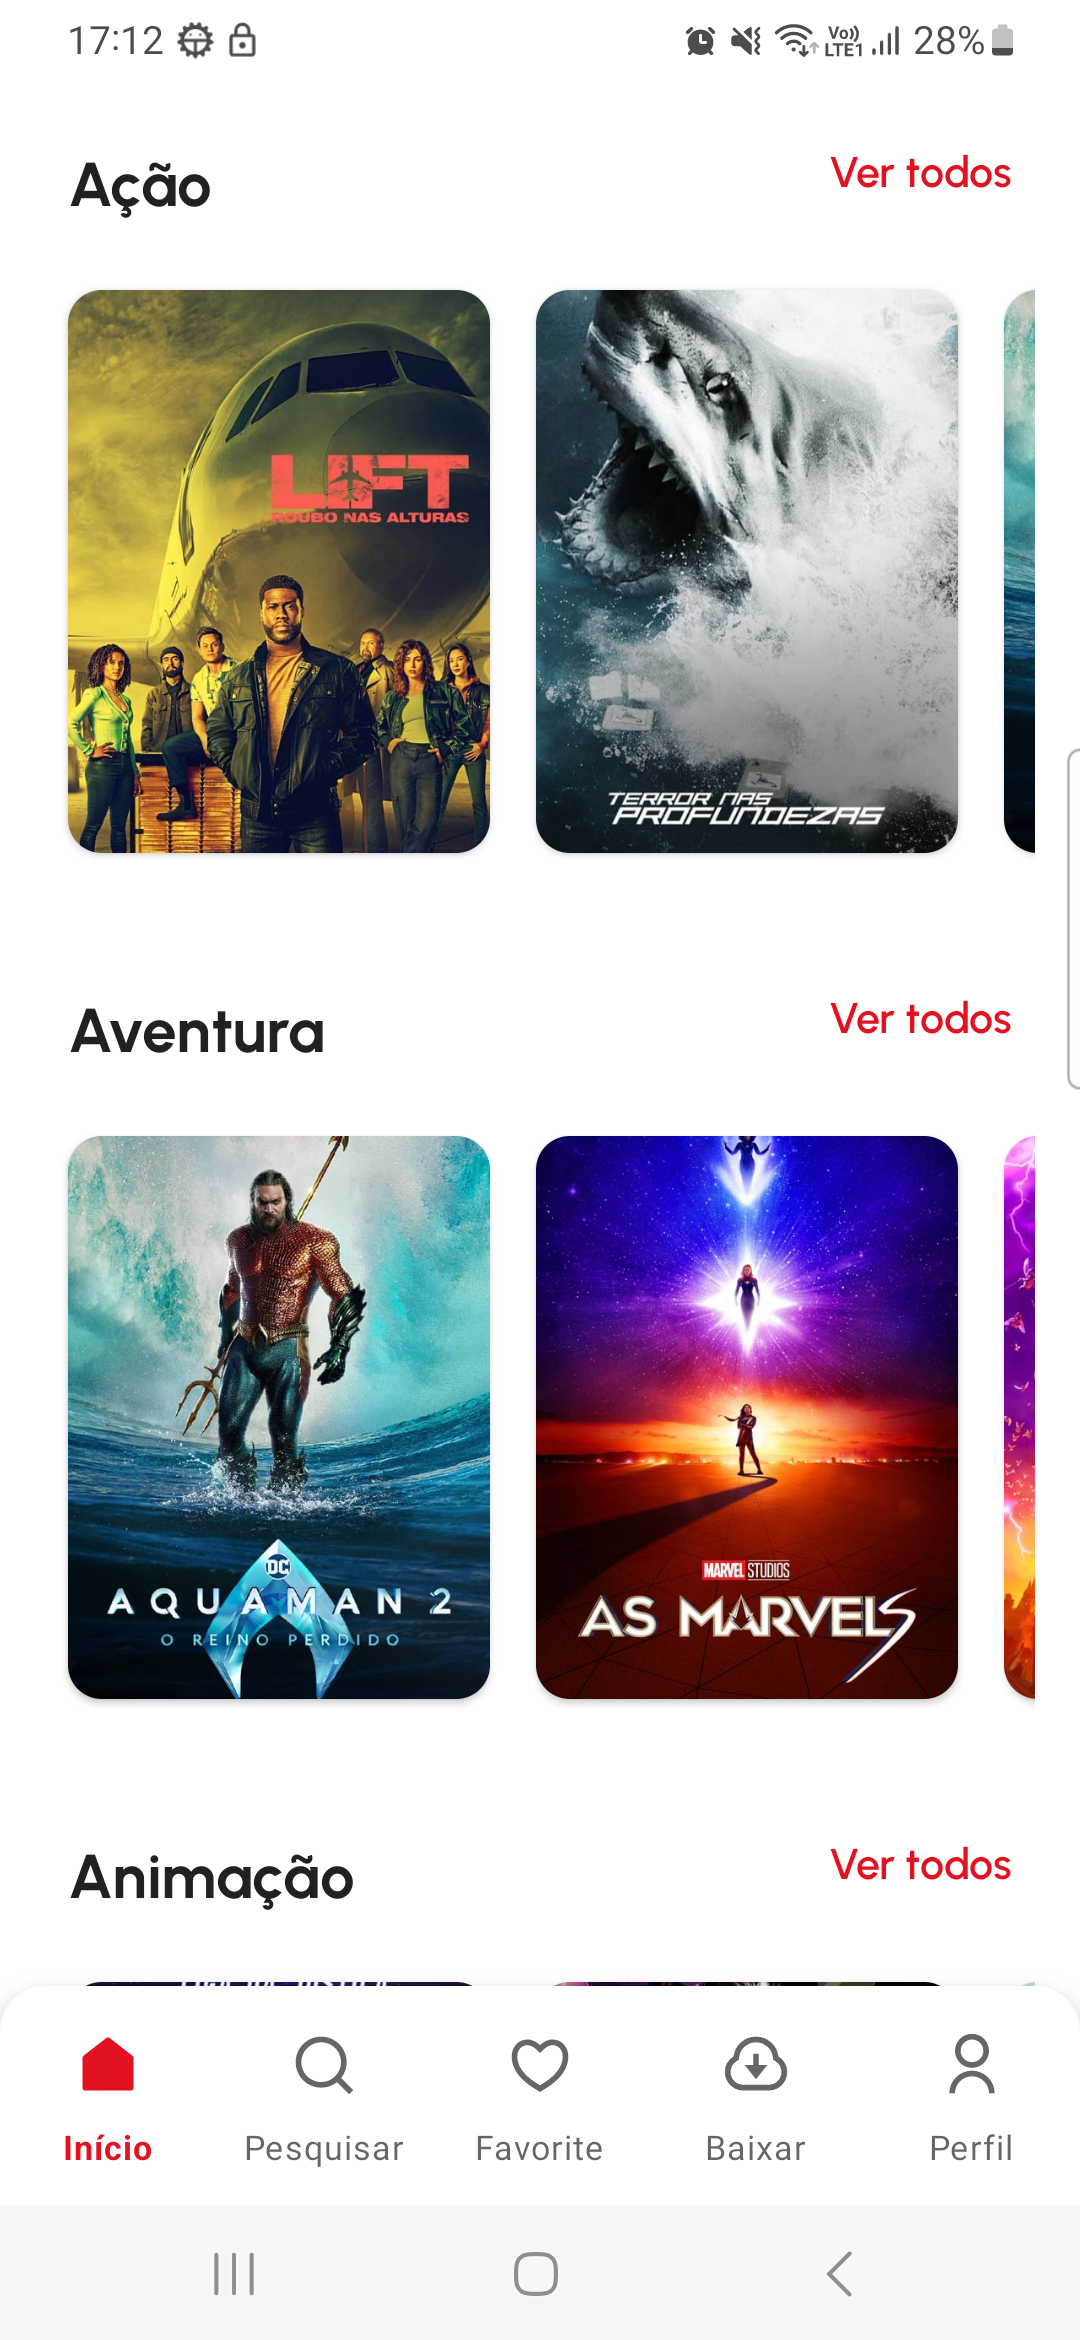 17:12 Vo)) LTE1 28%
Ação Ver todos
LIFT
ROUBO NAS ALTURAS
TERROR NAS
PROFUNDEZAS
Aventura Ver todos
DC
AQUAMAN 2
O REINO PERDIDO
MARVEL STUDIOS
AS MARVELS
Animação Ver todos
Início Pesquisar Favorite Baixar Perfil